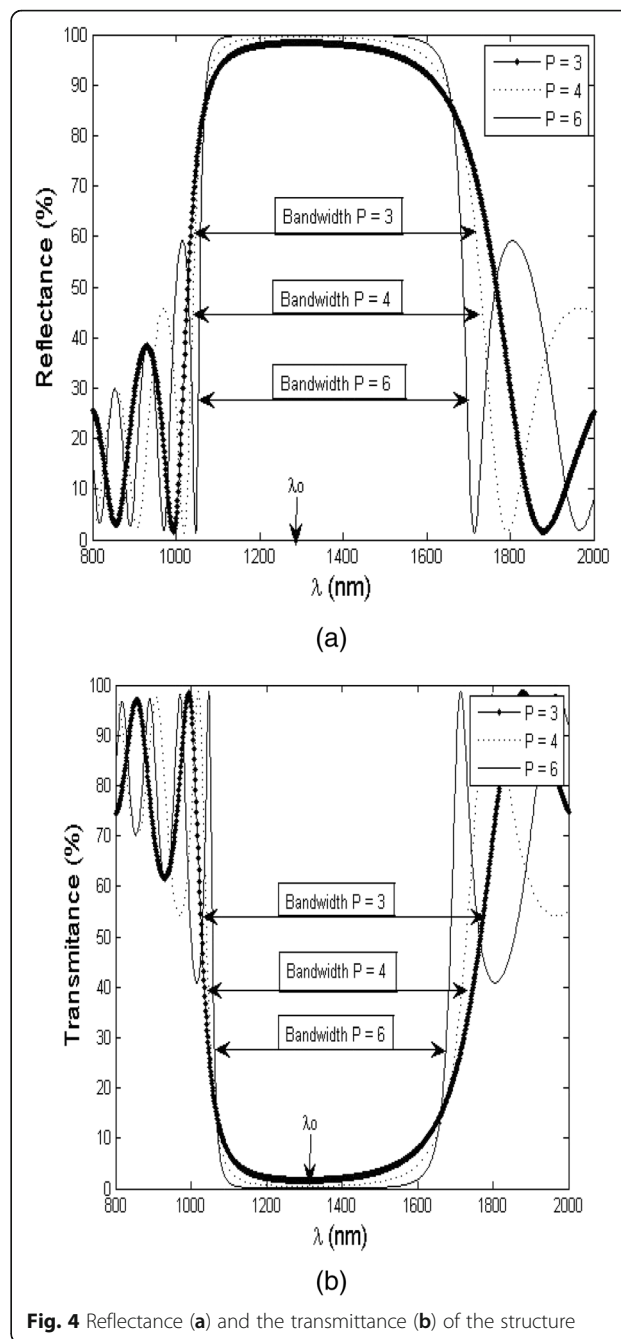 100
90
80
70
60
50
40
30
20
10
0
Reflectance (%)
P = 3
P = 4
P = 6
Bandwidth P = 3
Bandwidth P = 4
Bandwidth P = 6
λ₀
800 1000 1200 1400 1600 1800 2000
λ (nm)
(a)
100
90
80
70
60
50
40
30
20
10
0
Transmitance (%)
P = 3
P = 4
P = 6
Bandwidth P = 3
Bandwidth P = 4
Bandwidth P = 6
λ₀
800 1000 1200 1400 1600 1800 2000
λ (nm)
(b)
Fig. 4 Reflectance (a) and the transmittance (b) of the structure